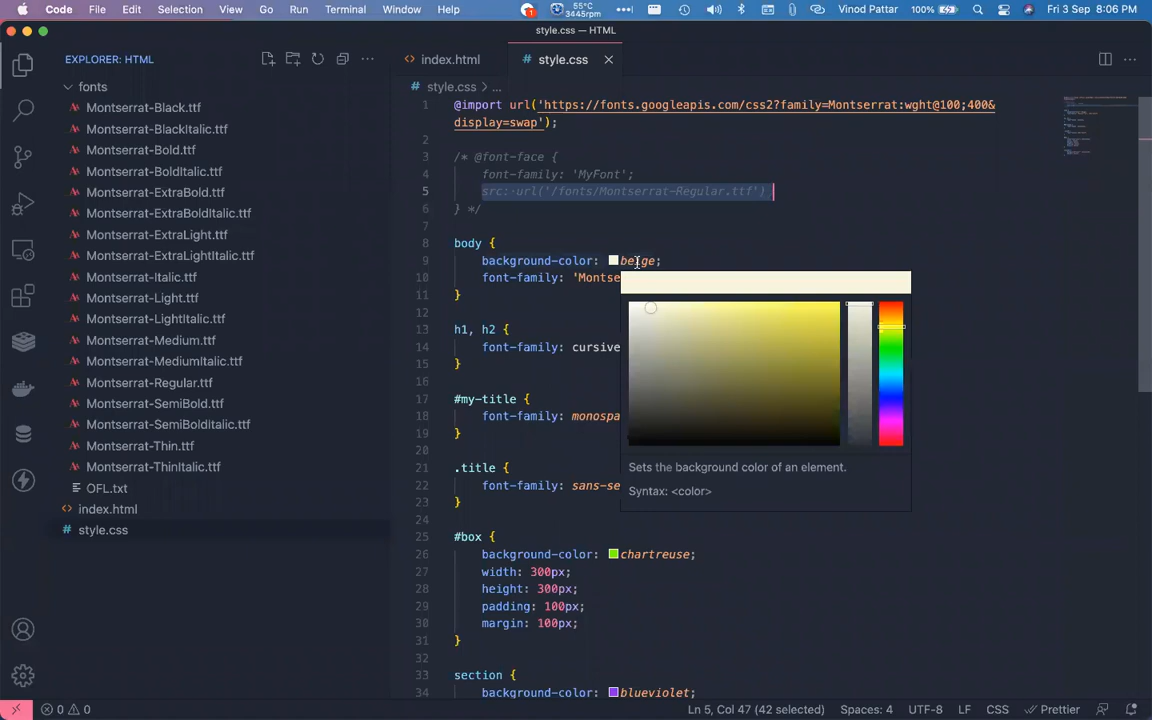 Code File Edit Selection View Go Run Terminal Window Help 1 55°C 3445rpm Vinod Pattar 100% Fri 3 Sep 8:06 PM
style.css — HTML
EXPLORER: HTML
fonts
Montserrat-Black.ttf
Montserrat-BlackItalic.ttf
Montserrat-Bold.ttf
Montserrat-BoldItalic.ttf
Montserrat-ExtraBold.ttf
Montserrat-ExtraBoldItalic.ttf
Montserrat-ExtraLight.ttf
Montserrat-ExtraLightItalic.ttf
Montserrat-Italic.ttf
Montserrat-Light.ttf
Montserrat-LightItalic.ttf
Montserrat-Medium.ttf
Montserrat-MediumItalic.ttf
Montserrat-Regular.ttf
Montserrat-SemiBold.ttf
Montserrat-SemiBoldItalic.ttf
Montserrat-Thin.ttf
Montserrat-ThinItalic.ttf
OFL.txt
<> index.html
# style.css
<> index.html # style.css
# style.css > ...
1 @import url('https://fonts.googleapis.com/css2?family=Montserrat:wght@100;400&
display=swap');
2
3 /* @font-face {
4 font-family: 'MyFont';
5 src: url('/fonts/Montserrat-Regular.ttf')
6 } */
7
8 body {
9 background-color: beige;
10 font-family: 'Montse
11 }
12
13 h1, h2 {
14 font-family: cursive
15 }
16
17 #my-title {
18 font-family: monospa
19 }
20
21 .title {
22 font-family: sans-se
23 }
24
25 #box {
26 background-color: chartreuse;
27 width: 300px;
28 height: 300px;
29 padding: 100px;
30 margin: 100px;
31 }
32
33 section {
34 background-color: blueviolet;
Sets the background color of an element.
Syntax: <color>
0 0 Ln 5, Col 47 (42 selected) Spaces: 4 UTF-8 LF CSS Prettier